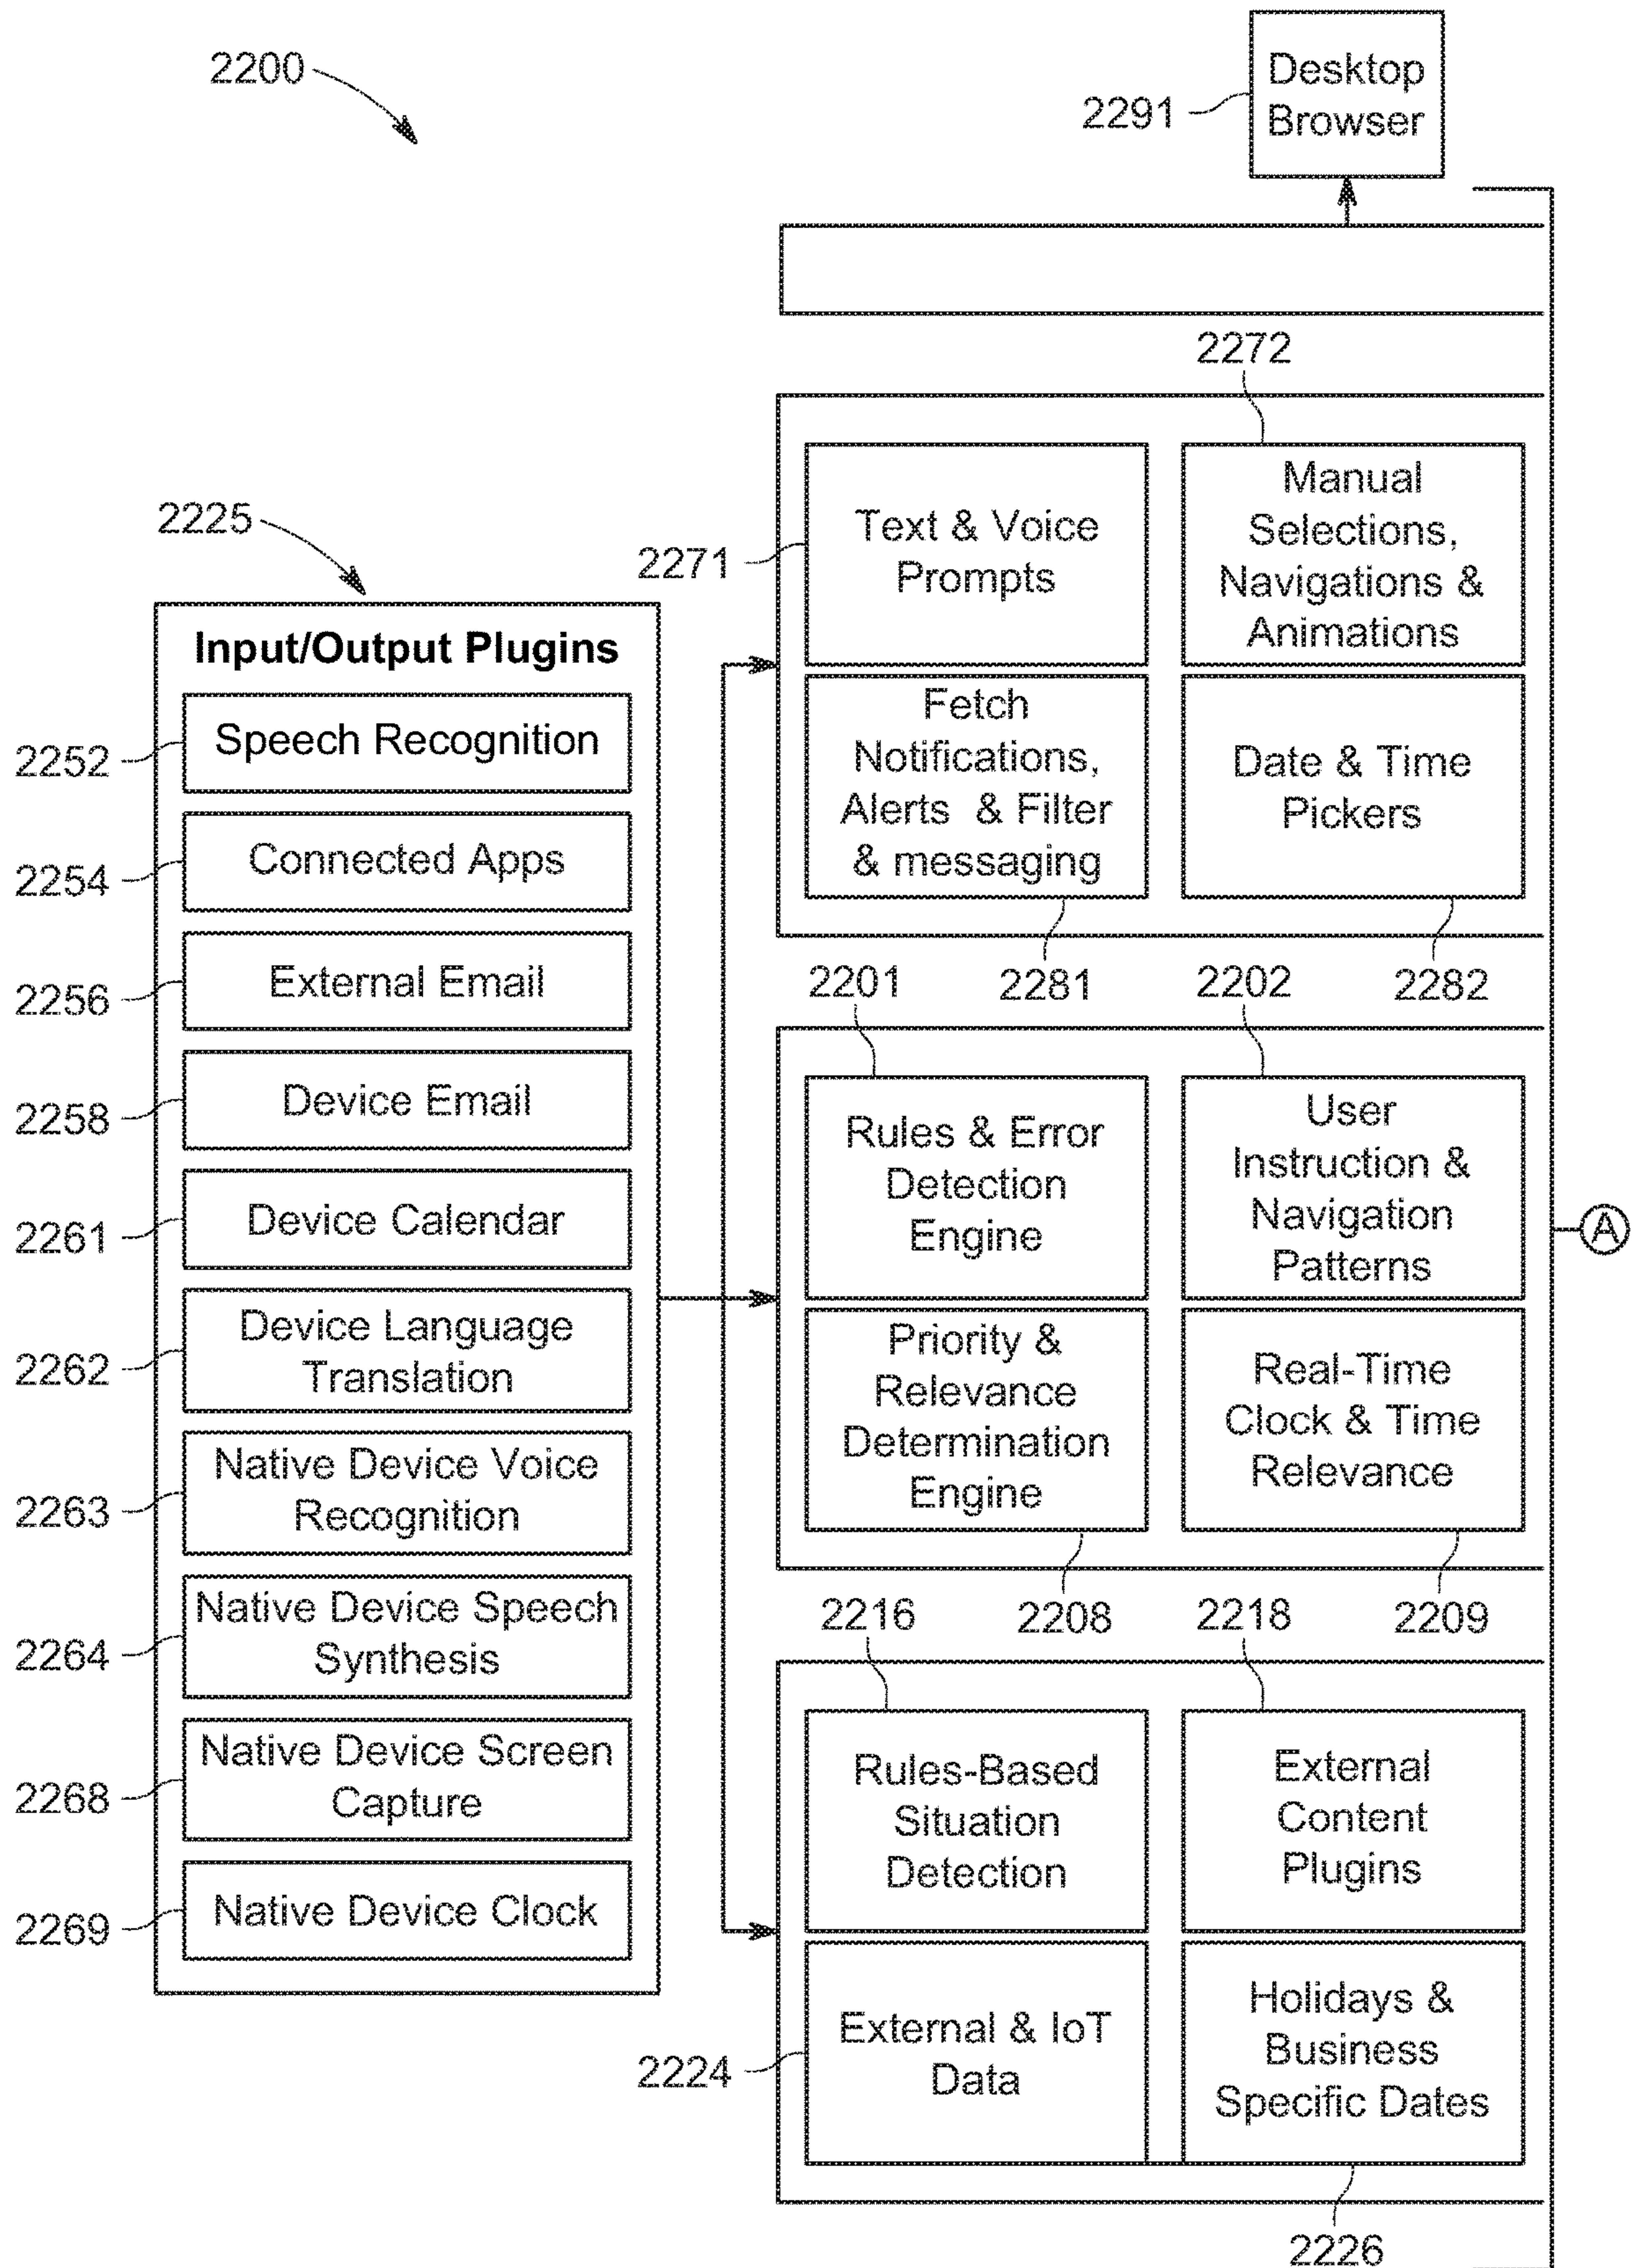 2200
2291
Desktop
Browser
2225
Input/Output Plugins
2252
Speech Recognition
2254
Connected Apps
2256
External Email
2258
Device Email
2261
Device Calendar
2262
Device Language
Translation
2263
Native Device Voice
Recognition
2264
Native Device Speech
Synthesis
2268
Native Device Screen
Capture
2269
Native Device Clock
2271
Text & Voice
Prompts
2272
Manual
Selections,
Navigations &
Animations
Fetch
Notifications,
Alerts & Filter
& messaging
2281
Date & Time
Pickers
2282
2201
Rules & Error
Detection
Engine
2202
User
Instruction &
Navigation
Patterns
Priority &
Relevance
Determination
Engine
2208
Real-Time
Clock & Time
Relevance
2209
2216
Rules-Based
Situation
Detection
2218
External
Content
Plugins
2224
External & IoT
Data
Holidays &
Business
Specific Dates
2226
A